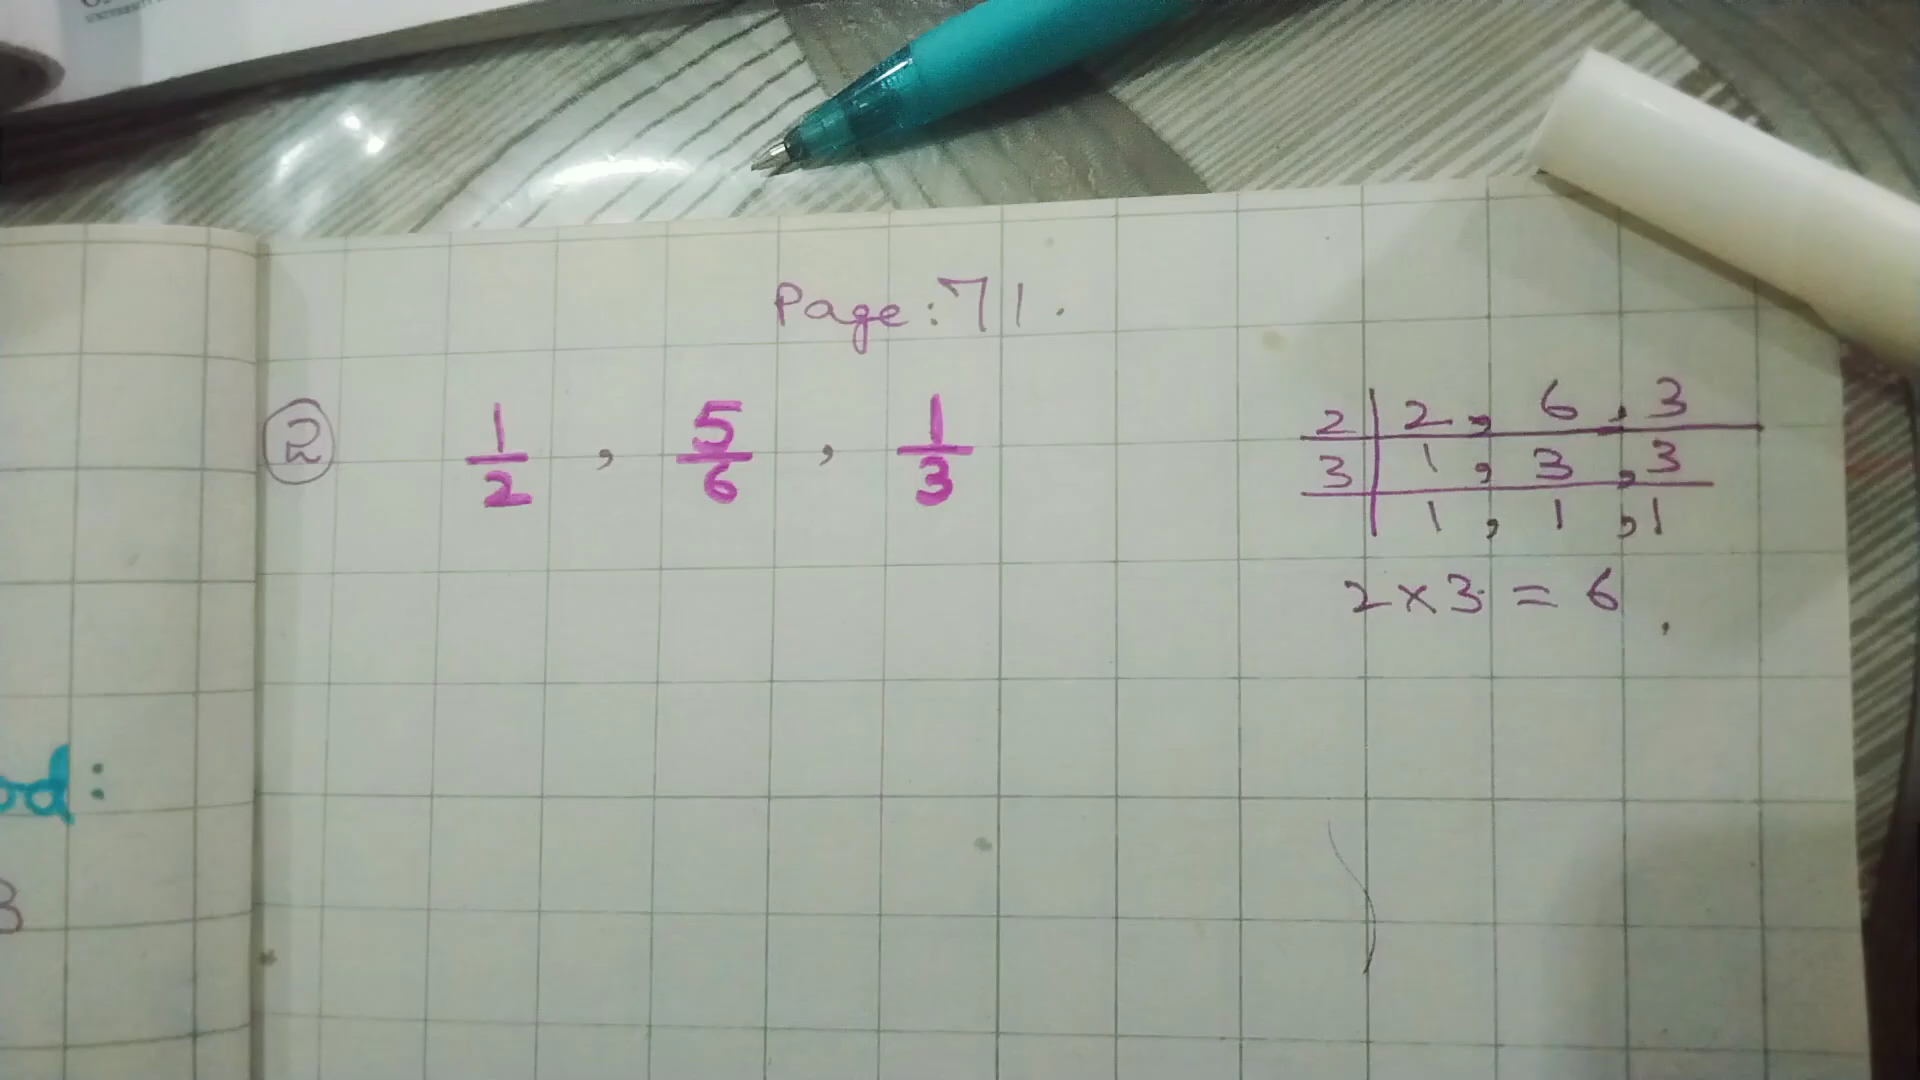 Page: 71.
② 1/2 , 5/6 , 1/3
2 | 2, 6, 3
3 | 1, 3, 3
1, 1, 1
2 × 3 = 6